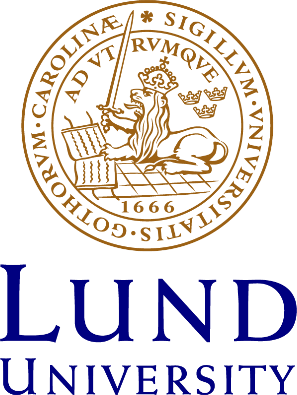 SIGILLVM·VNIVERSITATIS·GOTHORVM·CAROLINÆ
AD VTRVMQVE
1666
LUND
UNIVERSITY